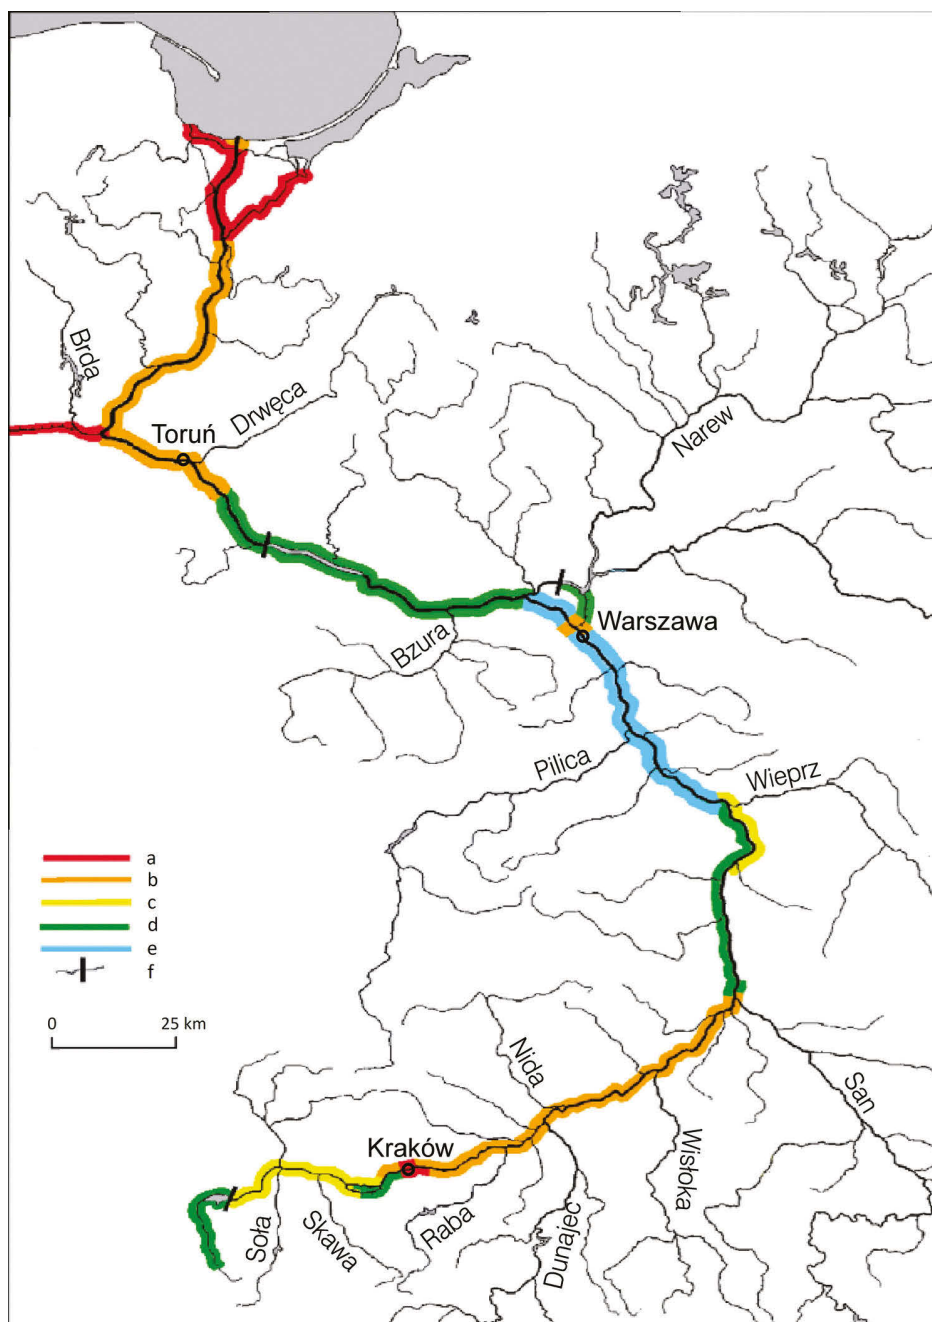 Brda
Toruń
Drwęca
Narew
Warszawa
Bzura
Pilica
Wieprz
a
b
c
d
e
f
0 25 km
Nida
San
Kraków
Wisłoka
Soła
Skawa
Raba
Dunajec